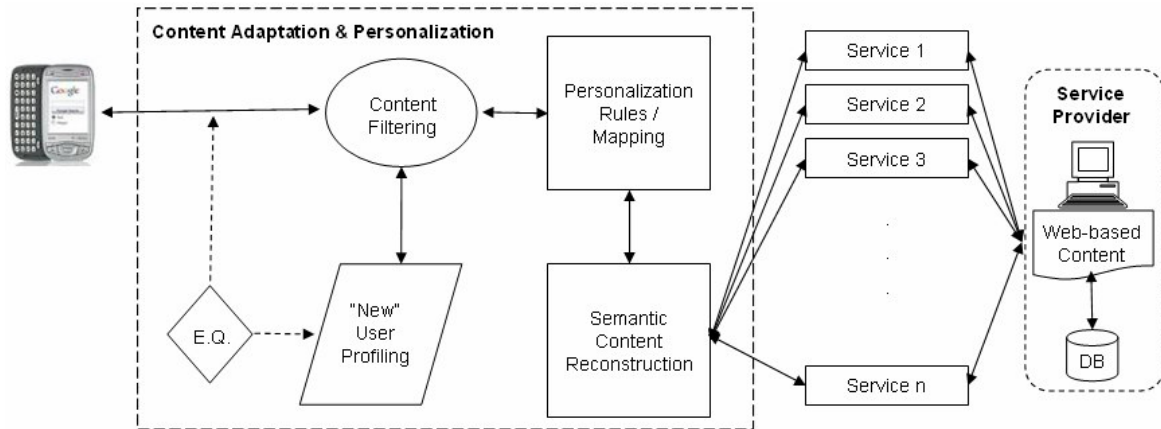 Content Adaptation & Personalization
Google
Content
Filtering
Personalization
Rules /
Mapping
"New"
User
Profiling
E.Q.
Semantic
Content
Reconstruction
Service 1
Service 2
Service 3
Service n
Service
Provider
Web-based
Content
DB